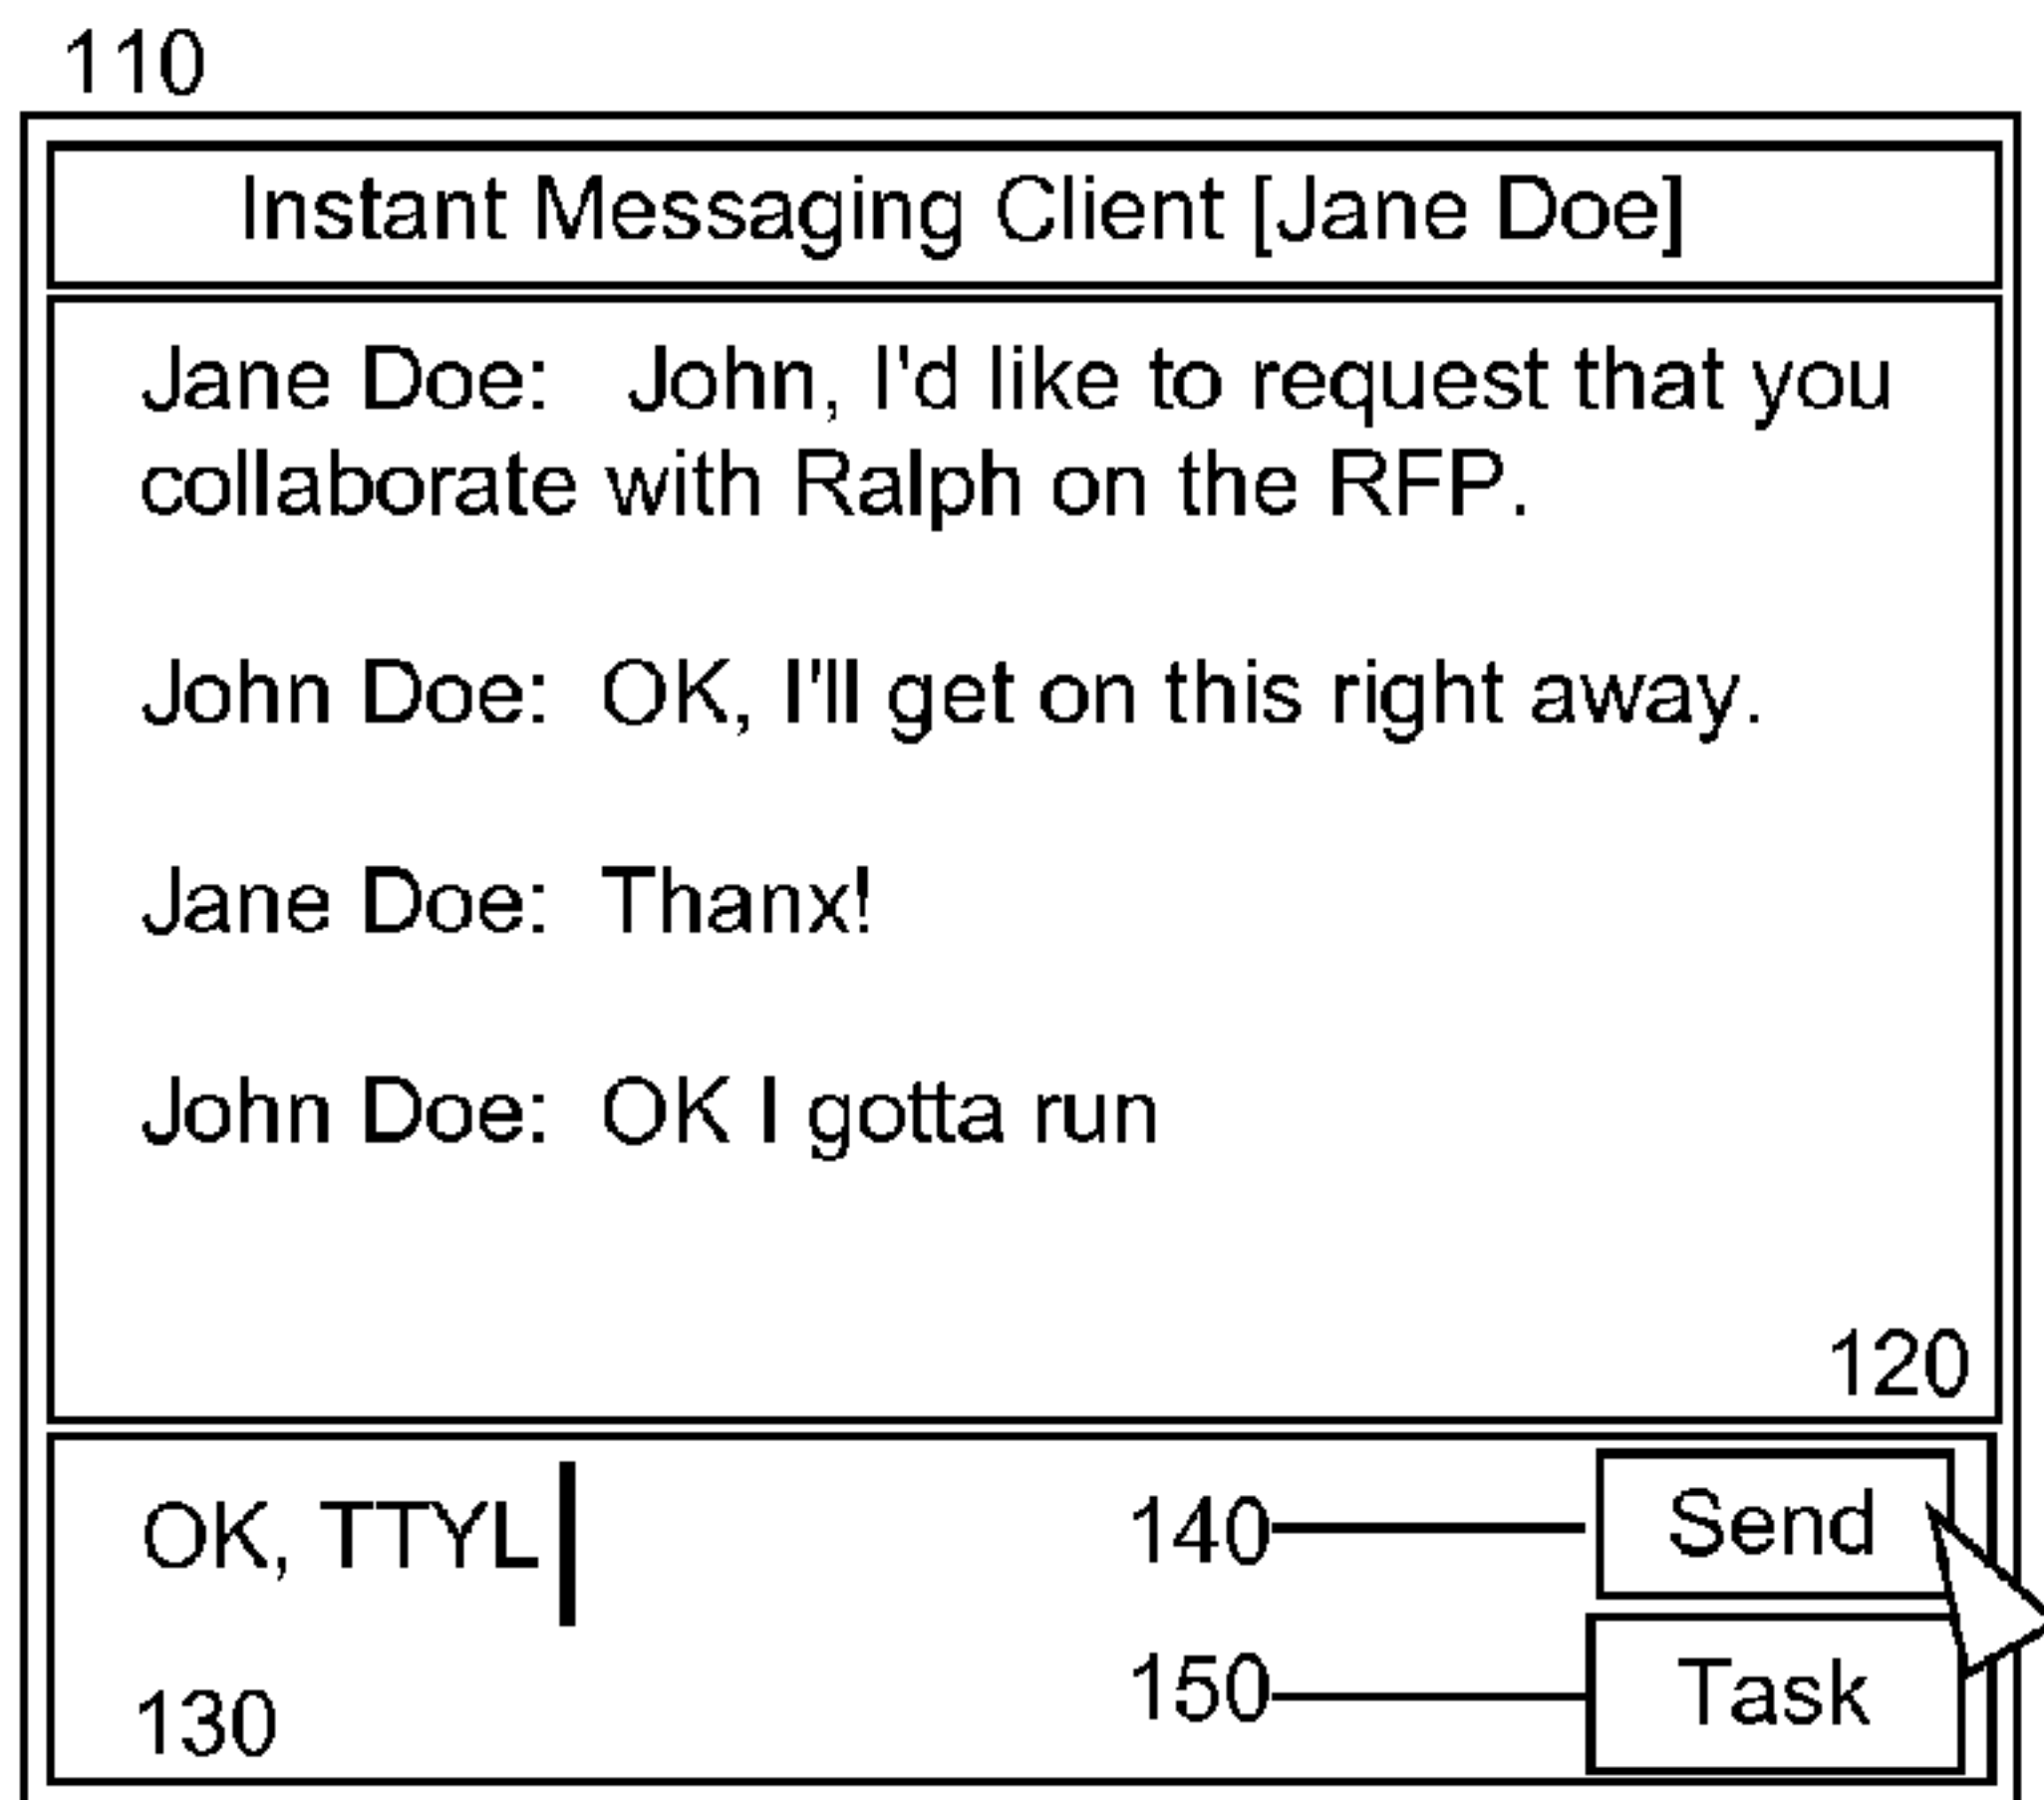 110
Instant Messaging Client [Jane Doe]
Jane Doe: John, I'd like to request that you
collaborate with Ralph on the RFP.
John Doe: OK, I'll get on this right away.
Jane Doe: Thanx!
John Doe: OK I gotta run
120
OK, TTYL
140 Send
150 Task
130